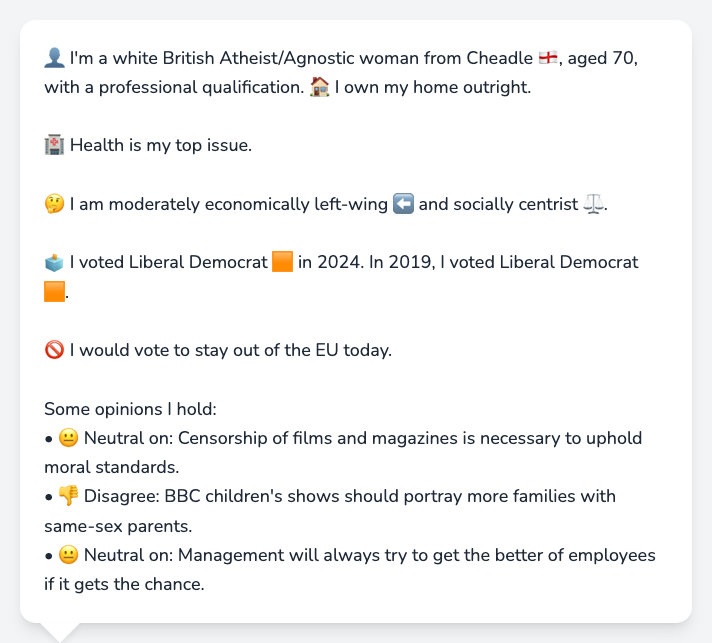 👤 I'm a white British Atheist/Agnostic woman from Cheadle 🏴󠁧󠁢󠁥󠁮󠁧󠁿, aged 70,
with a professional qualification. 🏠 I own my home outright.
🏥 Health is my top issue.
🤔 I am moderately economically left-wing ⬅️ and socially centrist ⚖️.
🗳️ I voted Liberal Democrat 🟧 in 2024. In 2019, I voted Liberal Democrat
🟧.
🚫 I would vote to stay out of the EU today.
Some opinions I hold:
• 😐 Neutral on: Censorship of films and magazines is necessary to uphold
moral standards.
• 👎 Disagree: BBC children's shows should portray more families with
same-sex parents.
• 😐 Neutral on: Management will always try to get the better of employees
if it gets the chance.